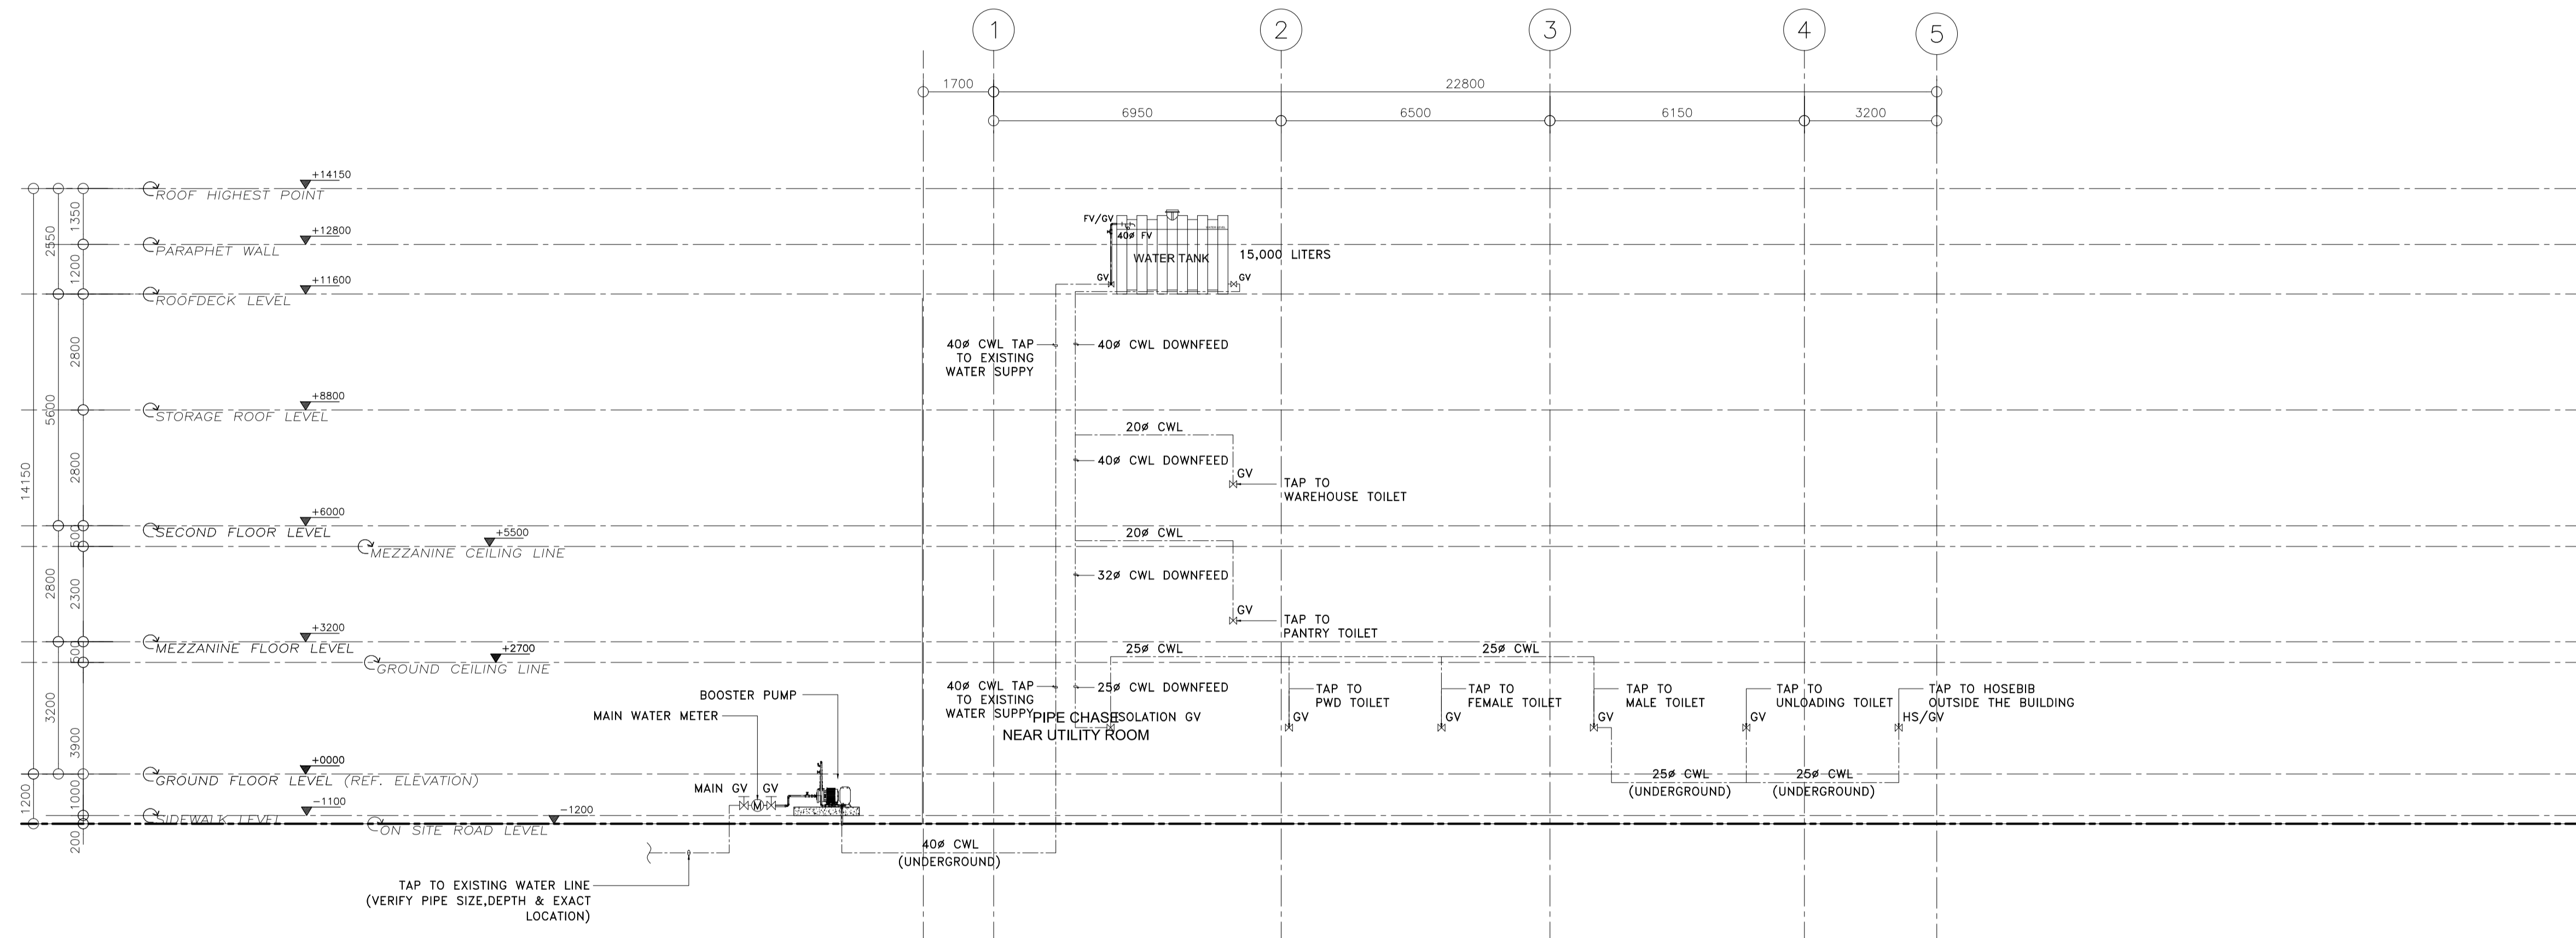 1
2
3
4
5
1700
22800
6950
6500
6150
3200
+14150
ROOF HIGHEST POINT
1350
2550
+12800
PARAPHET WALL
1200
+11600
ROOFDECK LEVEL
FV/GV
40ø FV
WATER TANK
15,000 LITERS
GV
GV
2800
40ø CWL TAP
TO EXISTING
WATER SUPPY
40ø CWL DOWNFEED
+8800
STORAGE ROOF LEVEL
5600
14150
2800
20ø CWL
40ø CWL DOWNFEED
GV
TAP TO
WAREHOUSE TOILET
+6000
SECOND FLOOR LEVEL
500
+5500
MEZZANINE CEILING LINE
20ø CWL
2800
2300
32ø CWL DOWNFEED
GV
TAP TO
PANTRY TOILET
+3200
MEZZANINE FLOOR LEVEL
500
+2700
GROUND CEILING LINE
25ø CWL
25ø CWL
3200
3900
BOOSTER PUMP
MAIN WATER METER
40ø CWL TAP
TO EXISTING
WATER SUPPY
25ø CWL DOWNFEED
PIPE CHASE
NEAR UTILITY ROOM
SOLATION GV
TAP TO
PWD TOILET
GV
TAP TO
FEMALE TOILET
GV
TAP TO
MALE TOILET
GV
TAP TO
UNLOADING TOILET
GV
TAP TO HOSEBIB
OUTSIDE THE BUILDING
HS/GV
+0000
GROUND FLOOR LEVEL (REF. ELEVATION)
25ø CWL
(UNDERGROUND)
25ø CWL
(UNDERGROUND)
1200
1000
MAIN GV
GV
M
-1100
SIDEWALK LEVEL
-1200
ON SITE ROAD LEVEL
200
40ø CWL
(UNDERGROUND)
TAP TO EXISTING WATER LINE
(VERIFY PIPE SIZE,DEPTH & EXACT
LOCATION)